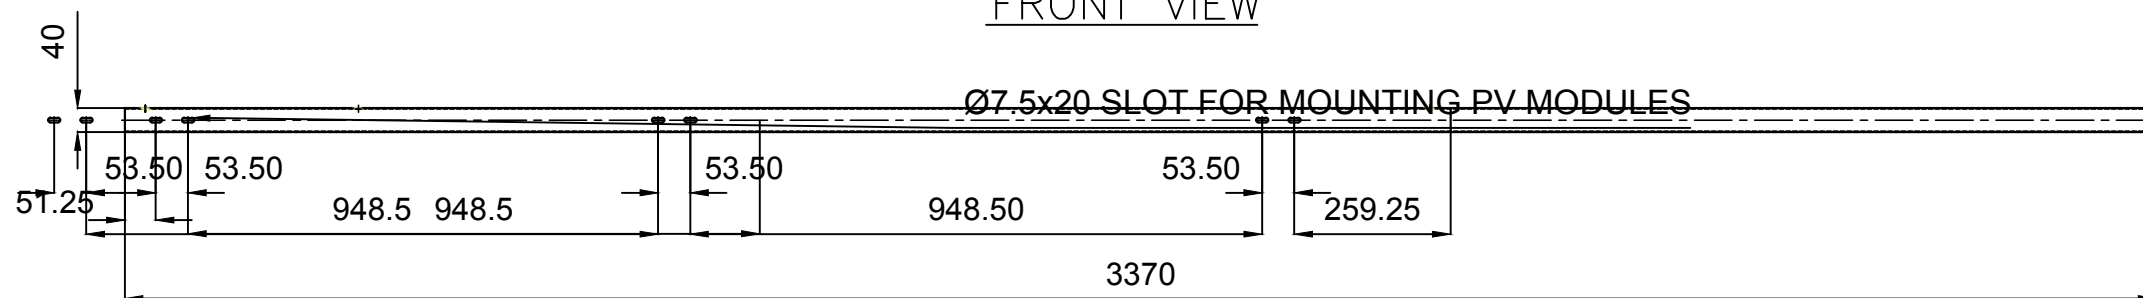 FRONT VIEW
40
Ø7.5x20 SLOT FOR MOUNTING PV MODULES
53.50 53.50 53.50 53.50
51.25 948.5 948.5 948.50 259.25
3370